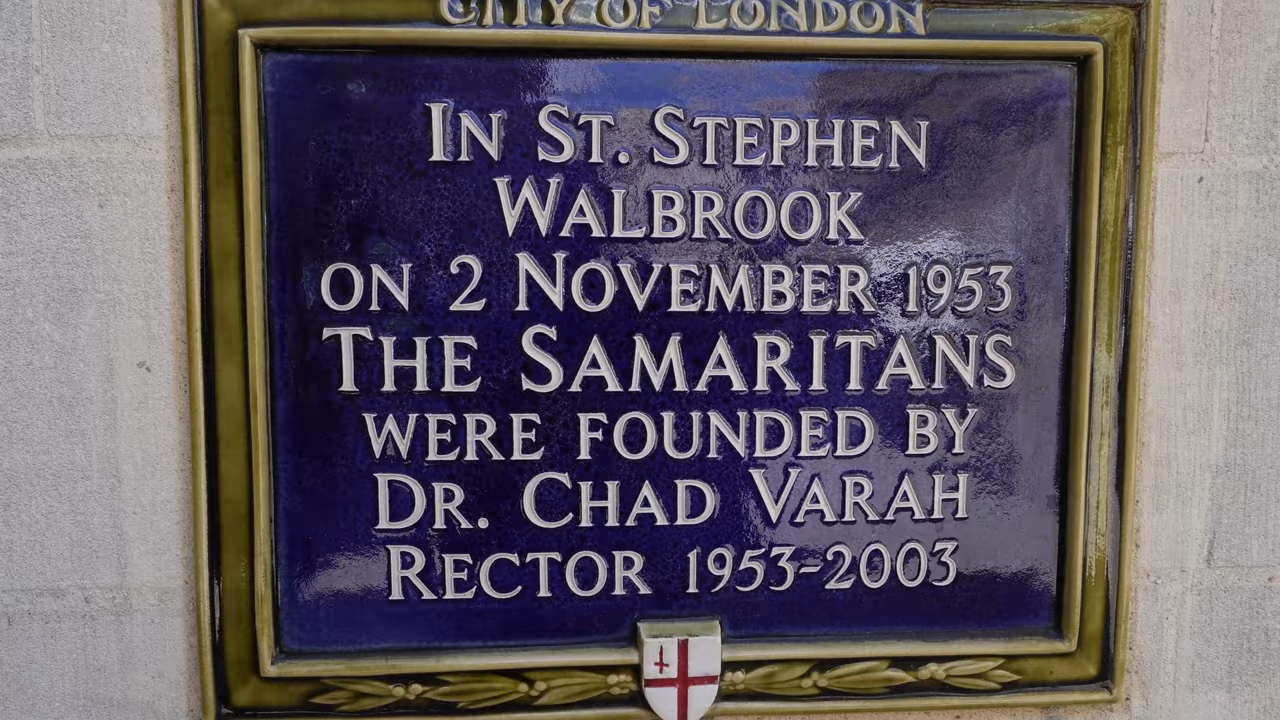 CITY OF LONDON
IN ST. STEPHEN
WALBROOK
ON 2 NOVEMBER 1953
THE SAMARITANS
WERE FOUNDED BY
DR. CHAD VARAH
RECTOR 1953-2003